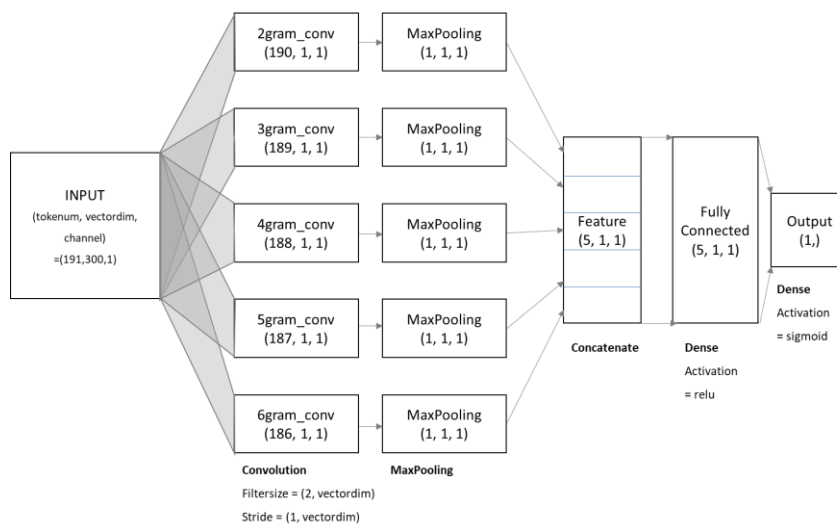 2gram_conv
(190, 1, 1)
MaxPooling
(1, 1, 1)
3gram_conv
(189, 1, 1)
MaxPooling
(1, 1, 1)
INPUT
(tokenum, vectordim,
channel)
=(191,300,1)
4gram_conv
(188, 1, 1)
MaxPooling
(1, 1, 1)
Feature
(5, 1, 1)
Fully
Connected
(5, 1, 1)
Output
(1,)
Dense
Activation
= sigmoid
5gram_conv
(187, 1, 1)
MaxPooling
(1, 1, 1)
Concatenate
Dense
Activation
= relu
6gram_conv
(186, 1, 1)
MaxPooling
(1, 1, 1)
Convolution
Filtersize = (2, vectordim)
Stride = (1, vectordim)
MaxPooling